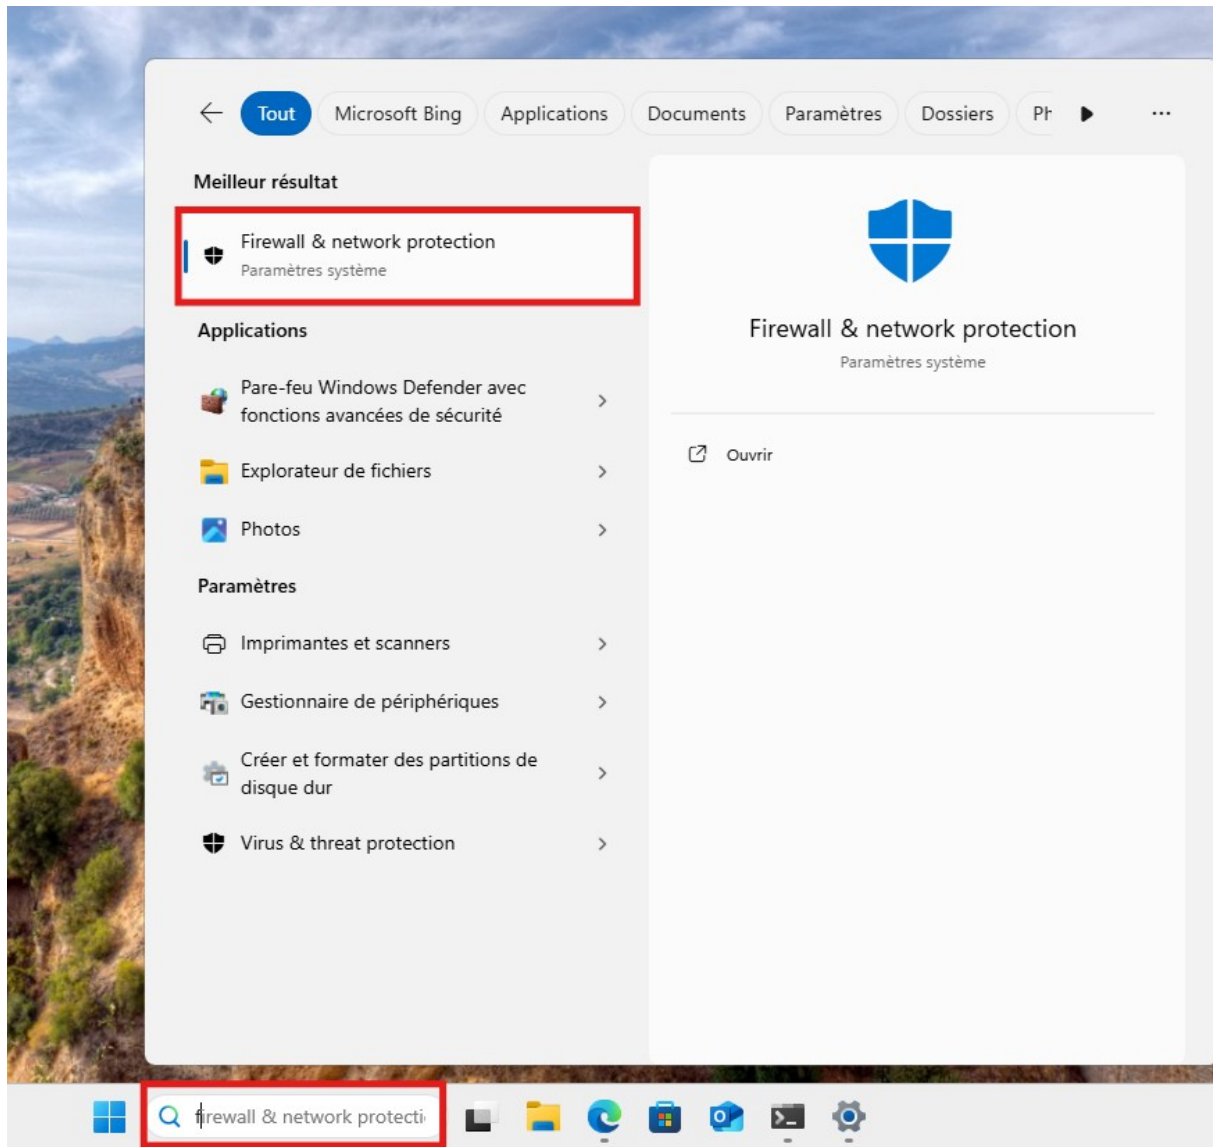 Tout Microsoft Bing Applications Documents Paramètres Dossiers Ph
Meilleur résultat
Firewall & network protection
Paramètres système
Applications
Pare-feu Windows Defender avec
fonctions avancées de sécurité
Explorateur de fichiers
Photos
Paramètres
Imprimantes et scanners
Gestionnaire de périphériques
Créer et formater des partitions de
disque dur
Virus & threat protection
Firewall & network protection
Paramètres système
Ouvrir
firewall & network protecti